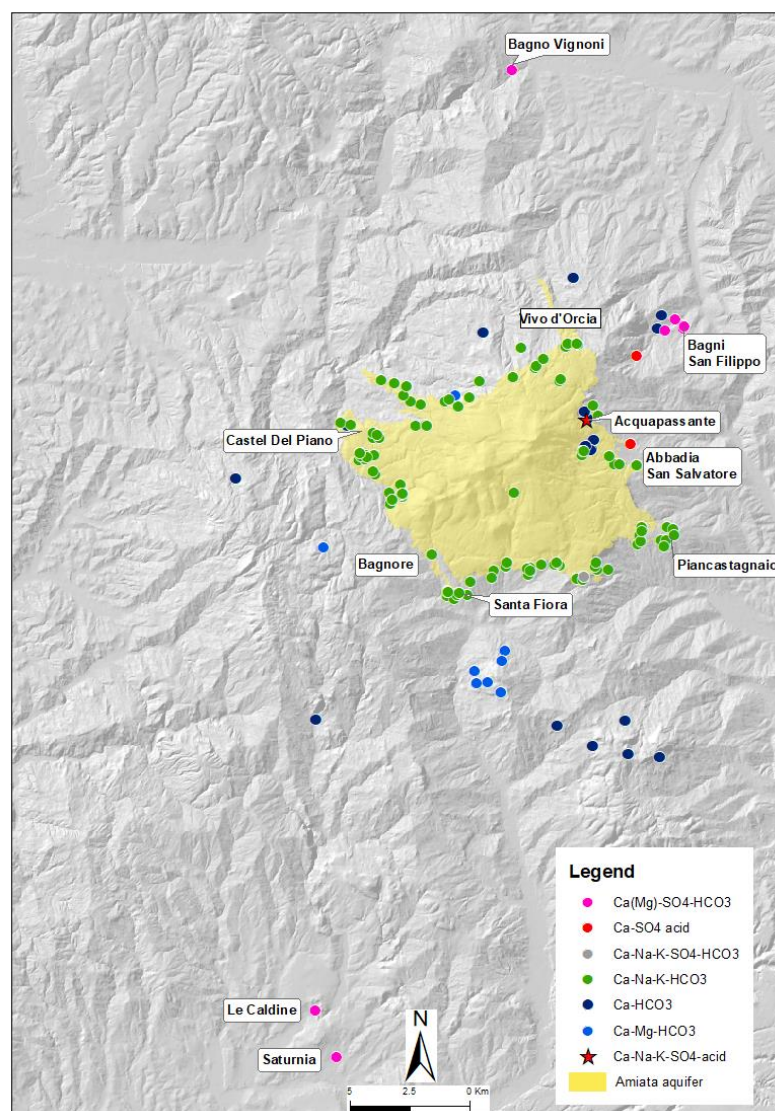 Bagno Vignoni
Vivo d'Orcia
Bagni
San Filippo
Acquapassante
Castel Del Piano
Abbadia
San Salvatore
Bagnore
Piancastagnaio
Santa Fiora
Legend
Ca(Mg)-SO4-HCO3
Ca-SO4 acid
Ca-Na-K-SO4-HCO3
Ca-Na-K-HCO3
Ca-HCO3
Ca-Mg-HCO3
Ca-Na-K-SO4-acid
Amiata aquifer
Le Caldine
N
Saturnia
5 2.5 0 Km